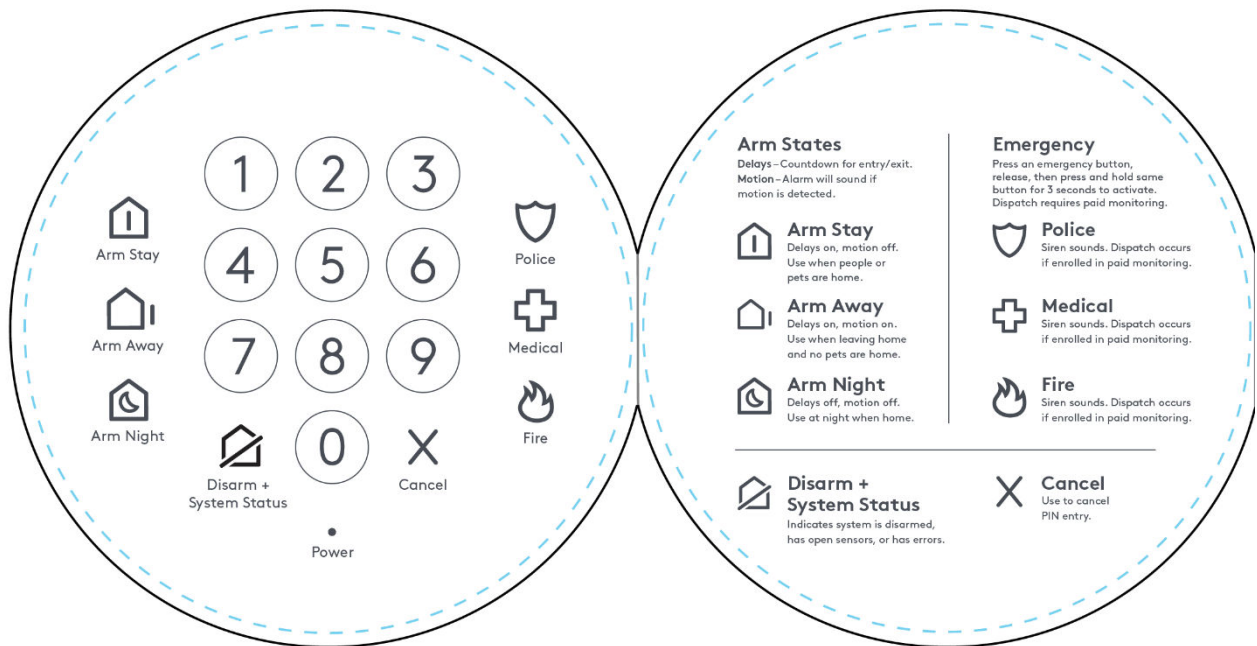 1
2
3
4
5
6
7
8
9
0
Arm Stay
Arm Away
Arm Night
Police
Medical
Fire
Disarm +
System Status
Cancel
Power
Arm States
Delays – Countdown for entry/exit.
Motion – Alarm will sound if
motion is detected.
Arm Stay
Delays on, motion off.
Use when people or
pets are home.
Arm Away
Delays on, motion on.
Use when leaving home
and no pets are home.
Arm Night
Delays off, motion off.
Use at night when home.
Emergency
Press an emergency button,
release, then press and hold same
button for 3 seconds to activate.
Dispatch requires paid monitoring.
Police
Siren sounds. Dispatch occurs
if enrolled in paid monitoring.
Medical
Siren sounds. Dispatch occurs
if enrolled in paid monitoring.
Fire
Siren sounds. Dispatch occurs
if enrolled in paid monitoring.
Disarm +
System Status
Indicates system is disarmed,
has open sensors, or has errors.
Cancel
Use to cancel
PIN entry.